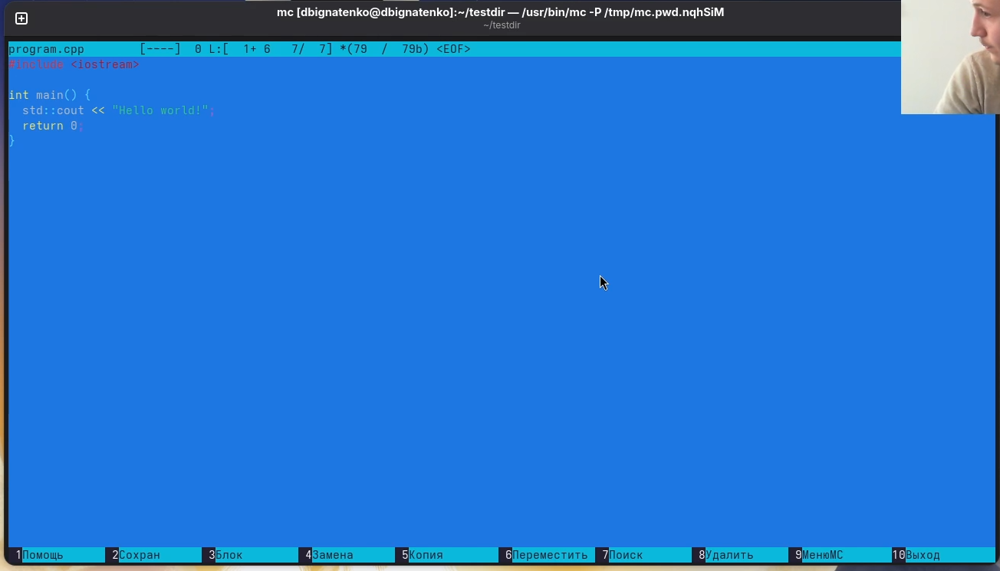 mc [dbignatenko@dbignatenko]:~/testdir — /usr/bin/mc -P /tmp/mc.pwd.nqhSiM
~/testdir
program.cpp        [----]  0 L:[  1+ 6   7/  7] *(79  /  79b) <EOF>
#include <iostream>
int main() {
  std::cout << "Hello world!";
  return 0;
}
1Помощь 2Сохран 3Блок 4Замена 5Копия 6Переместить 7Поиск 8Удалить 9МенюMC 10Выход